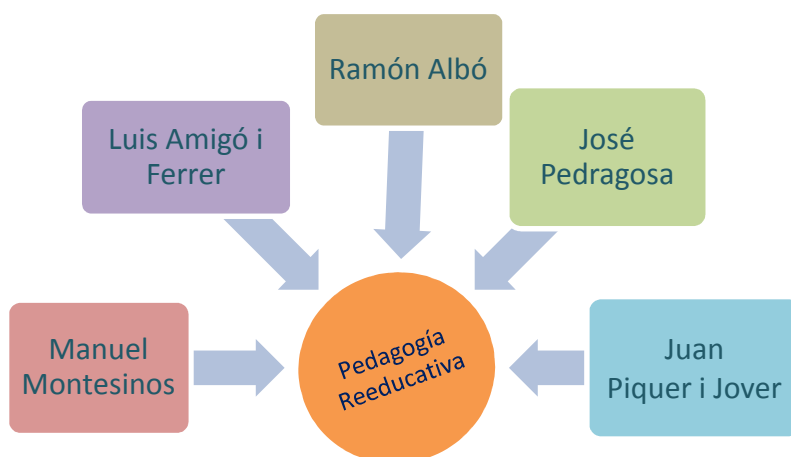 Ramón Albó
Luis Amigó i
Ferrer
José
Pedragosa
Manuel
Montesinos
Pedagogía
Reeducativa
Juan
Piquer i Jover